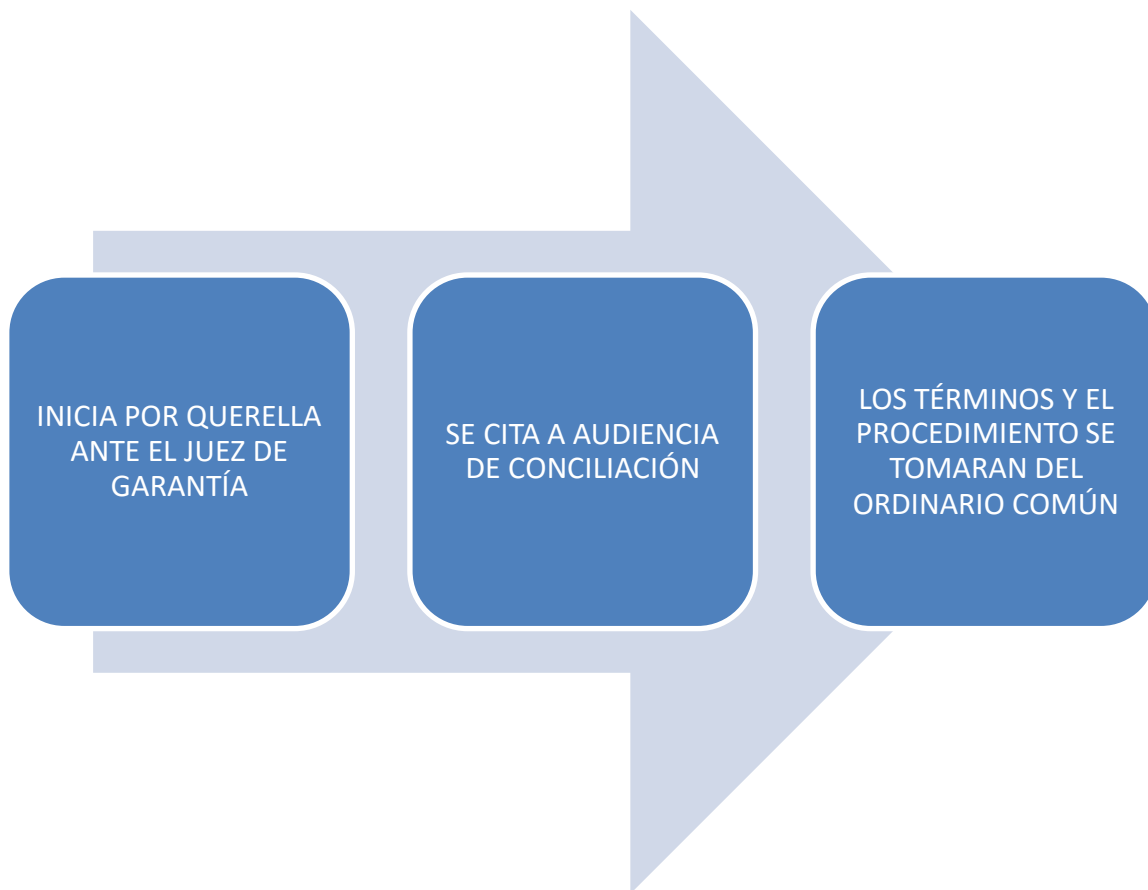 INICIA POR QUERELLA
ANTE EL JUEZ DE
GARANTÍA
SE CITA A AUDIENCIA
DE CONCILIACIÓN
LOS TÉRMINOS Y EL
PROCEDIMIENTO SE
TOMARAN DEL
ORDINARIO COMÚN